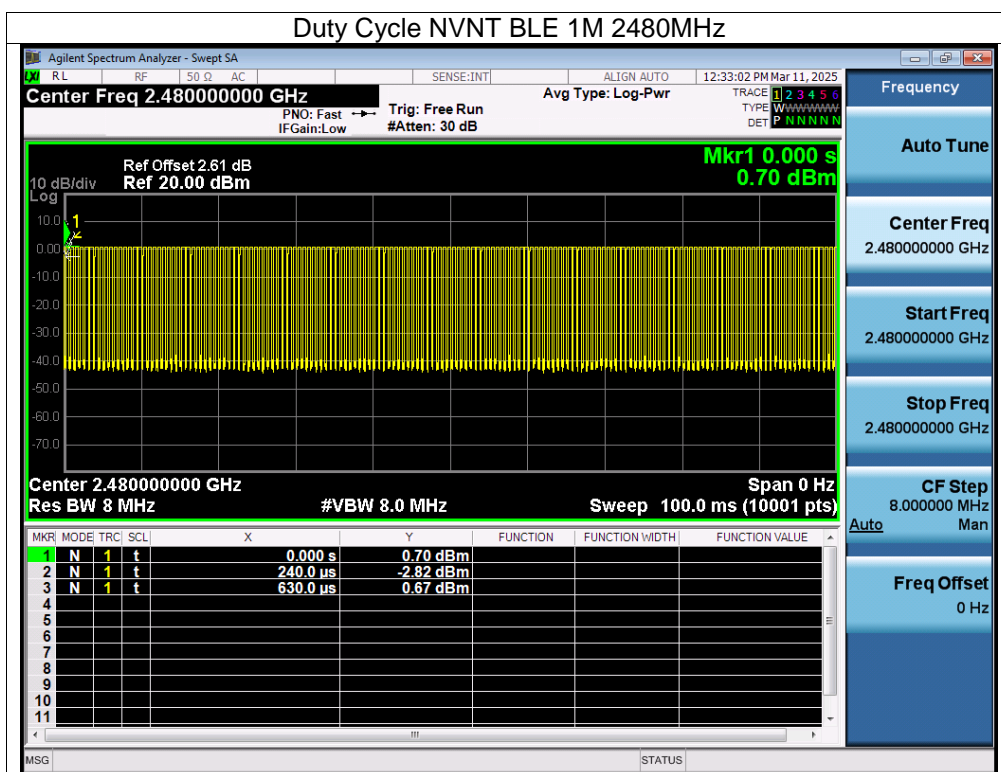 Duty Cycle NVNT BLE 1M 2480MHz
Agilent Spectrum Analyzer - Swept SA
LXI RL RF 50 Ω AC SENSE:INT ALIGN AUTO 12:33:02 PM Mar 11, 2025
Center Freq 2.480000000 GHz Avg Type: Log-Pwr TRACE 1 2 3 4 5 6
PNO: Fast Trig: Free Run TYPE WWWWWW
IFGain:Low #Atten: 30 dB DET P N N N N N
Mkr1 0.000 s
Ref Offset 2.61 dB
10 dB/div Ref 20.00 dBm 0.70 dBm
Log
10.0
1
0.00
-10.0
-20.0
-30.0
-40.0
-50.0
-60.0
-70.0
Center 2.480000000 GHz Span 0 Hz
Res BW 8 MHz #VBW 8.0 MHz Sweep 100.0 ms (10001 pts)
MKR MODE TRC SCL X Y FUNCTION FUNCTION WIDTH FUNCTION VALUE
1 N 1 t 0.000 s 0.70 dBm
2 N 1 t 240.0 µs -2.82 dBm
3 N 1 t 630.0 µs 0.67 dBm
4
5
6
7
8
9
10
11
MSG STATUS
Frequency
Auto Tune
Center Freq
2.480000000 GHz
Start Freq
2.480000000 GHz
Stop Freq
2.480000000 GHz
CF Step
8.000000 MHz
Auto Man
Freq Offset
0 Hz